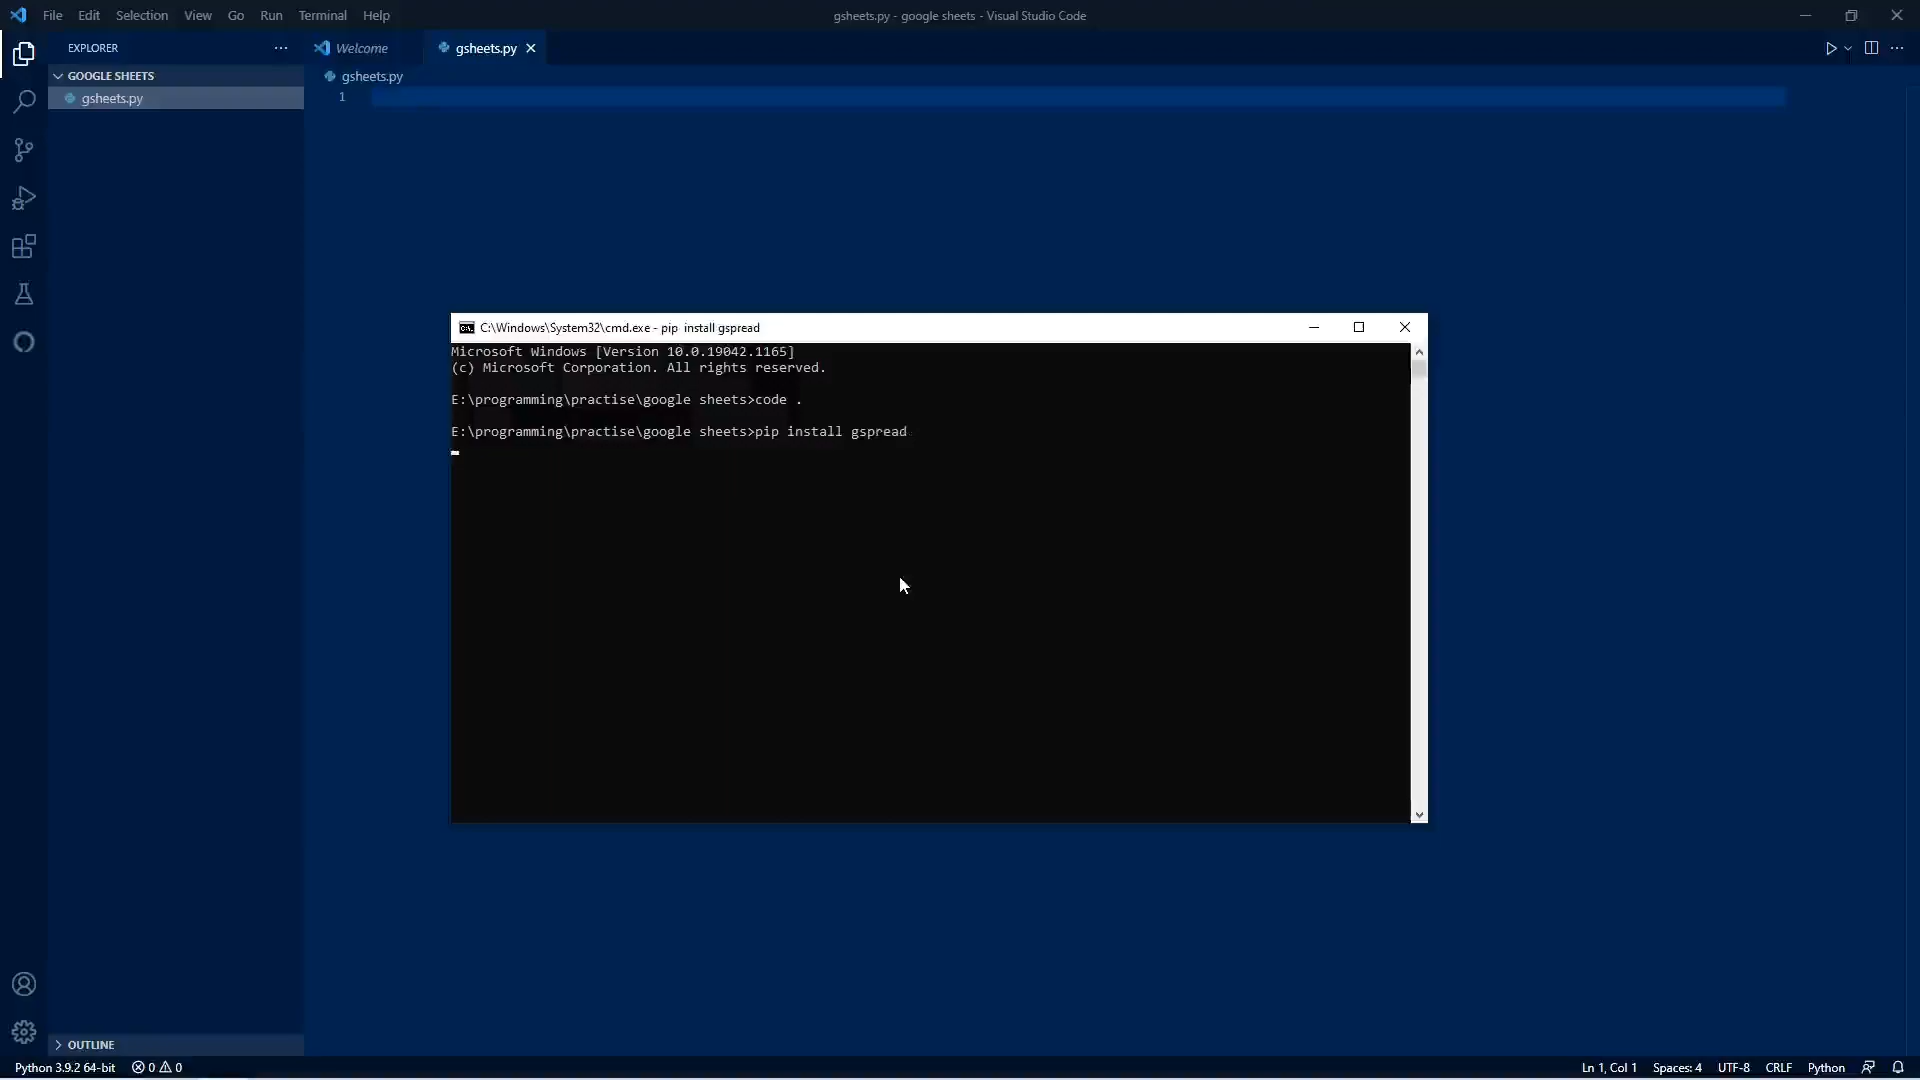 File Edit Selection View Go Run Terminal Help
gsheets.py - google sheets - Visual Studio Code
EXPLORER
Welcome
gsheets.py
GOOGLE SHEETS
gsheets.py
gsheets.py
1
C:\Windows\System32\cmd.exe - pip  install gspread
Microsoft Windows [Version 10.0.19042.1165]
(c) Microsoft Corporation. All rights reserved.
E:\programming\practise\google sheets>code .
E:\programming\practise\google sheets>pip install gspread
OUTLINE
Python 3.9.2 64-bit
0
0
Ln 1, Col 1
Spaces: 4
UTF-8
CRLF
Python